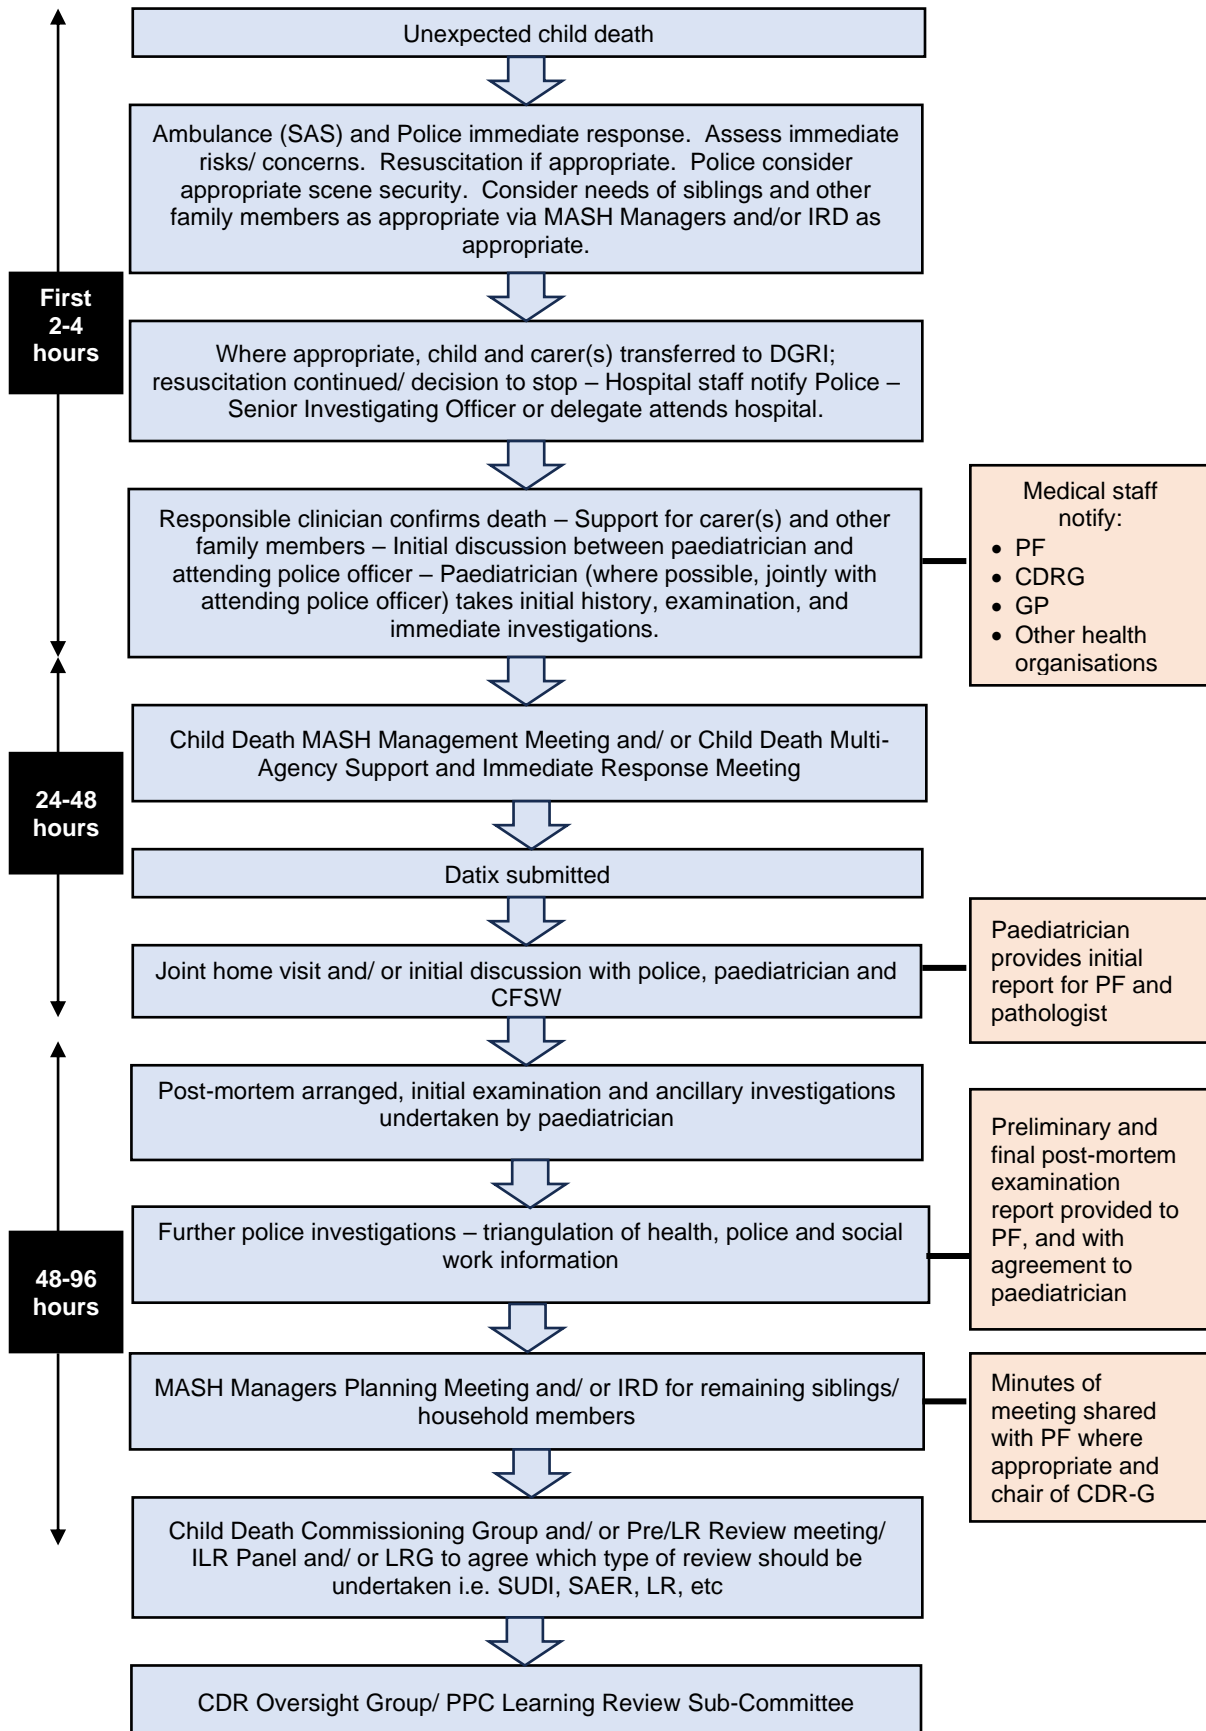 Unexpected child death
Ambulance (SAS) and Police immediate response.  Assess immediate
risks/ concerns.  Resuscitation if appropriate.  Police consider
appropriate scene security.  Consider needs of siblings and other
family members as appropriate via MASH Managers and/or IRD as
appropriate.
First
2-4
hours
Where appropriate, child and carer(s) transferred to DGRI;
resuscitation continued/ decision to stop – Hospital staff notify Police –
Senior Investigating Officer or delegate attends hospital.
Responsible clinician confirms death – Support for carer(s) and other
family members – Initial discussion between paediatrician and
attending police officer – Paediatrician (where possible, jointly with
attending police officer) takes initial history, examination, and
immediate investigations.
Medical staff
notify:
• PF
• CDRG
• GP
• Other health
organisations
Child Death MASH Management Meeting and/ or Child Death Multi-
Agency Support and Immediate Response Meeting
24-48
hours
Datix submitted
Joint home visit and/ or initial discussion with police, paediatrician and
CFSW
Paediatrician
provides initial
report for PF and
pathologist
Post-mortem arranged, initial examination and ancillary investigations
undertaken by paediatrician
Further police investigations – triangulation of health, police and social
work information
Preliminary and
final post-mortem
examination
report provided to
PF, and with
agreement to
paediatrician
48-96
hours
MASH Managers Planning Meeting and/ or IRD for remaining siblings/
household members
Minutes of
meeting shared
with PF where
appropriate and
chair of CDR-G
Child Death Commissioning Group and/ or Pre/LR Review meeting/
ILR Panel and/ or LRG to agree which type of review should be
undertaken i.e. SUDI, SAER, LR, etc
CDR Oversight Group/ PPC Learning Review Sub-Committee